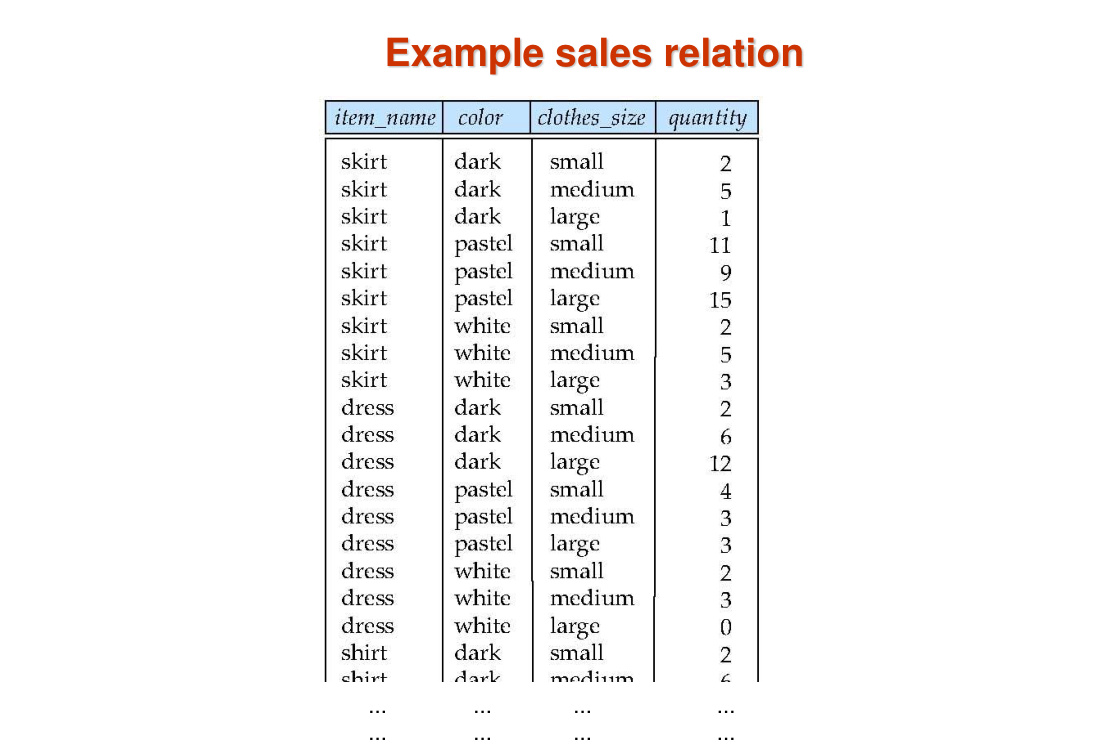 Example sales relation
item_name color clothes_size quantity
skirt dark small 2
skirt dark medium 5
skirt dark large 1
skirt pastel small 11
skirt pastel medium 9
skirt pastel large 15
skirt white small 2
skirt white medium 5
skirt white large 3
dress dark small 2
dress dark medium 6
dress dark large 12
dress pastel small 4
dress pastel medium 3
dress pastel large 3
dress white small 2
dress white medium 3
dress white large 0
shirt dark small 2
shirt dark medium 6
... ... ... ...
... ... ... ...